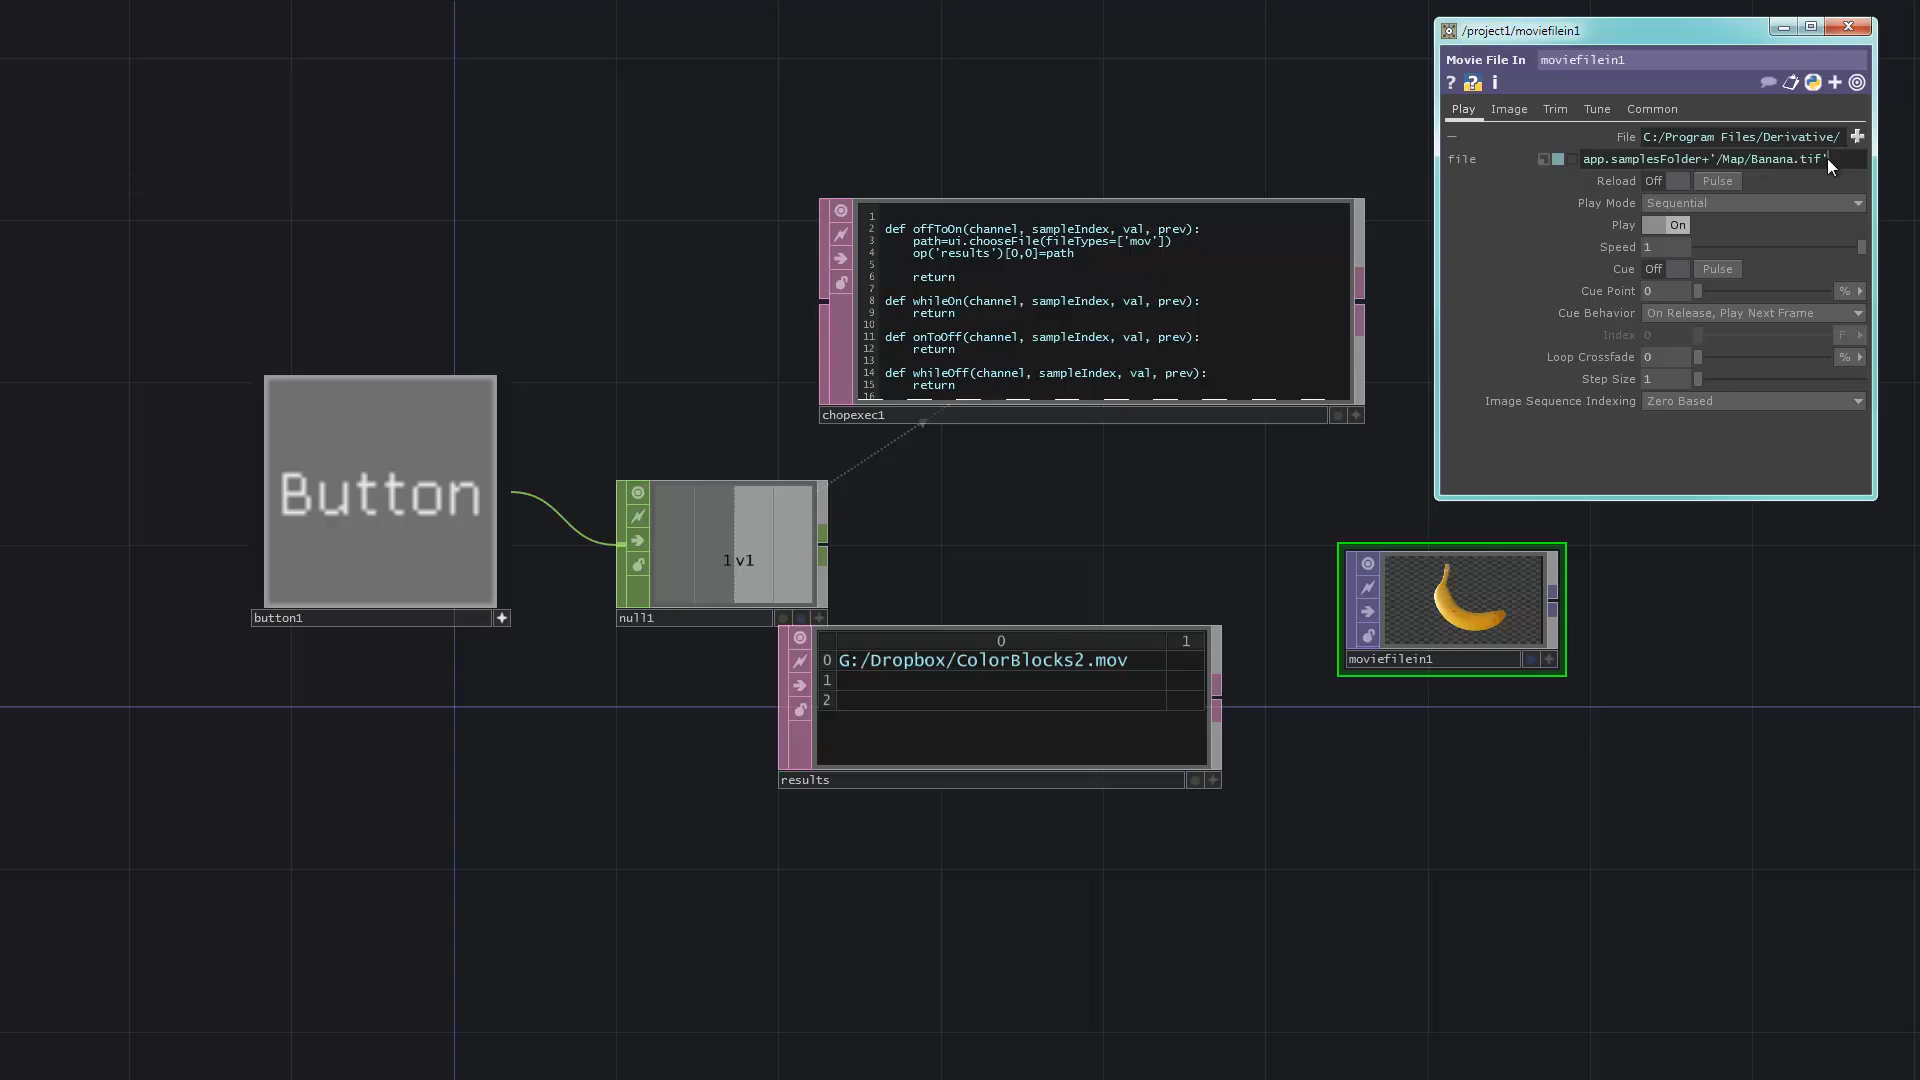 /project1/moviefilein1
Movie File In moviefilein1
? ? i
Play Image Trim Tune Common
File C:/Program Files/Derivative/
file app.samplesFolder+'/Map/Banana.tif'
Reload Off Pulse
Play Mode Sequential
Play On
Speed 1
Cue Off Pulse
Cue Point 0 %
Cue Behavior On Release, Play Next Frame
Index 0 F
Loop Crossfade 0 %
Step Size 1
Image Sequence Indexing Zero Based
1
2 def offToOn(channel, sampleIndex, val, prev):
3 path=ui.chooseFile(fileTypes=['mov'])
4 op('results')[0,0]=path
5
6 return
7
8 def whileOn(channel, sampleIndex, val, prev):
9 return
10
11 def onToOff(channel, sampleIndex, val, prev):
12 return
13
14 def whileOff(channel, sampleIndex, val, prev):
15 return
16
chopexec1
Button
button1
1 v1
null1
0 1
0 G:/Dropbox/ColorBlocks2.mov
1
2
results
moviefilein1